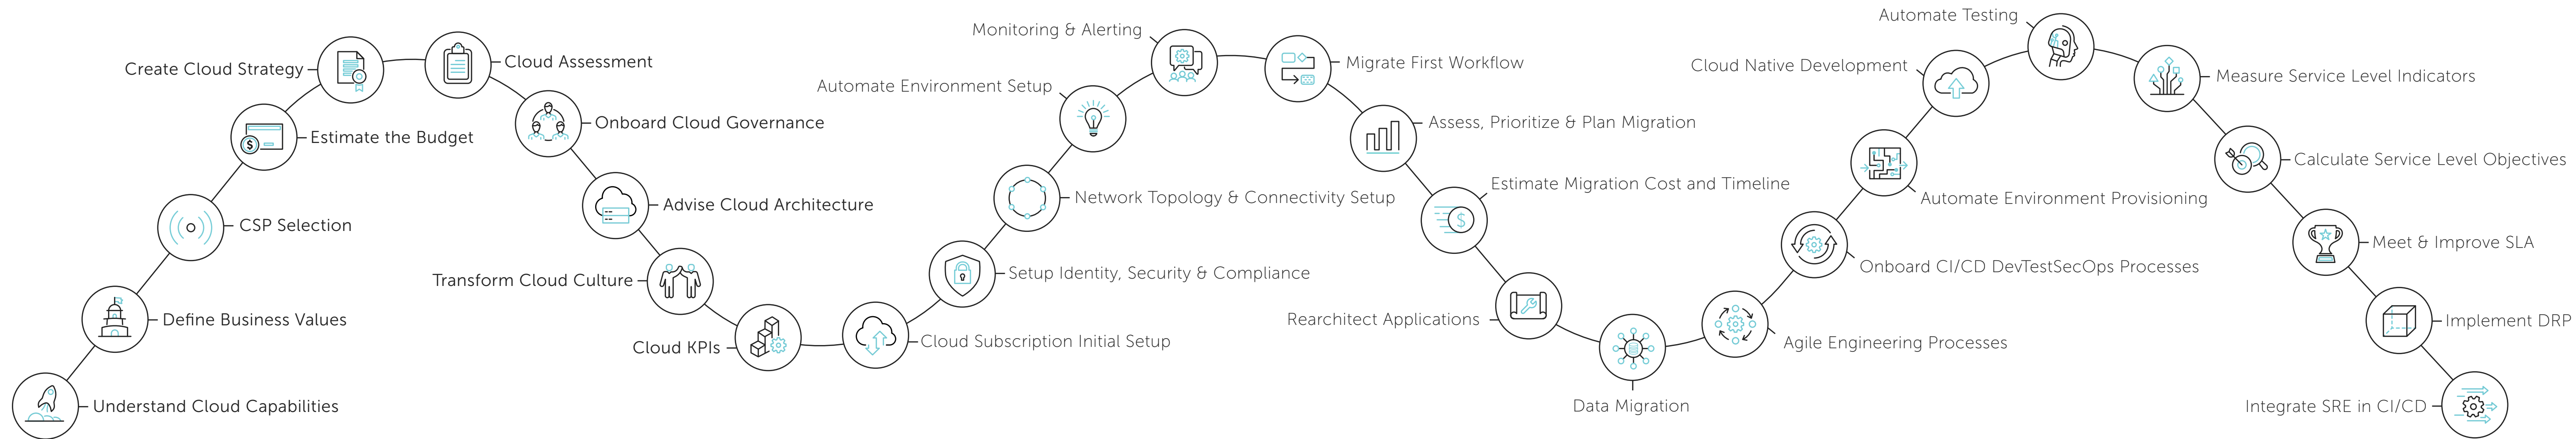 Understand Cloud Capabilities
Define Business Values
CSP Selection
Estimate the Budget
Create Cloud Strategy
Cloud Assessment
Onboard Cloud Governance
Advise Cloud Architecture
Transform Cloud Culture
Cloud KPIs
Cloud Subscription Initial Setup
Setup Identity, Security & Compliance
Network Topology & Connectivity Setup
Automate Environment Setup
Monitoring & Alerting
Migrate First Workflow
Assess, Prioritize & Plan Migration
Estimate Migration Cost and Timeline
Rearchitect Applications
Data Migration
Agile Engineering Processes
Onboard CI/CD DevTestSecOps Processes
Automate Environment Provisioning
Cloud Native Development
Automate Testing
Measure Service Level Indicators
Calculate Service Level Objectives
Meet & Improve SLA
Implement DRP
Integrate SRE in CI/CD